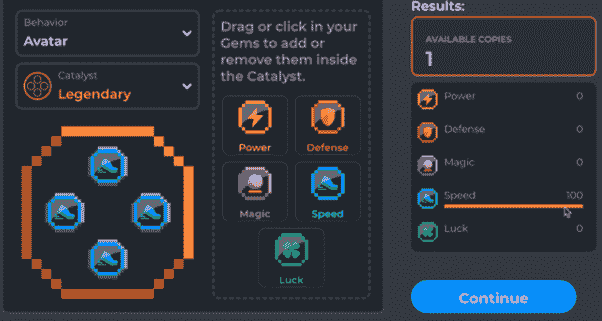 Behavior
Avatar
Catalyst
Legendary
Drag or click in your
Gems to add or
remove them inside
the Catalyst.
Power
Defense
Magic
Speed
Luck
Results:
AVAILABLE COPIES
1
Power 0
Defense 0
Magic 0
Speed 100
Luck 0
Continue